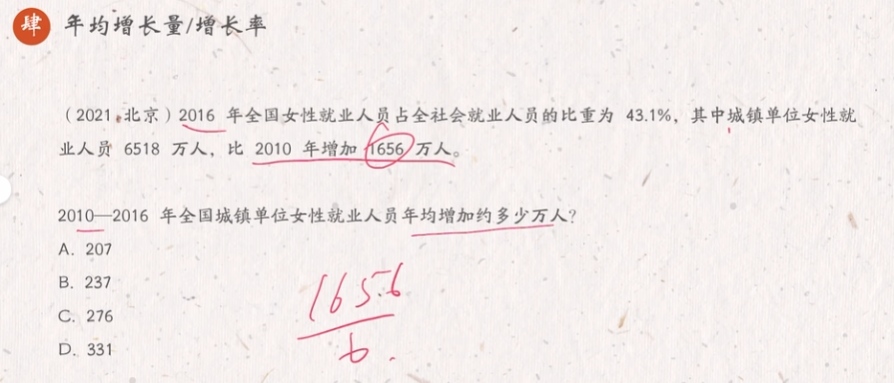 肆 年均增长量/增长率
（2021·北京）2016 年全国女性就业人员占全社会就业人员的比重为 43.1%，其中城镇单位女性就
业人员 6518 万人，比 2010 年增加 1656 万人。
2010—2016 年全国城镇单位女性就业人员年均增加约多少万人？
A. 207
B. 237
C. 276
D. 331
1656
6